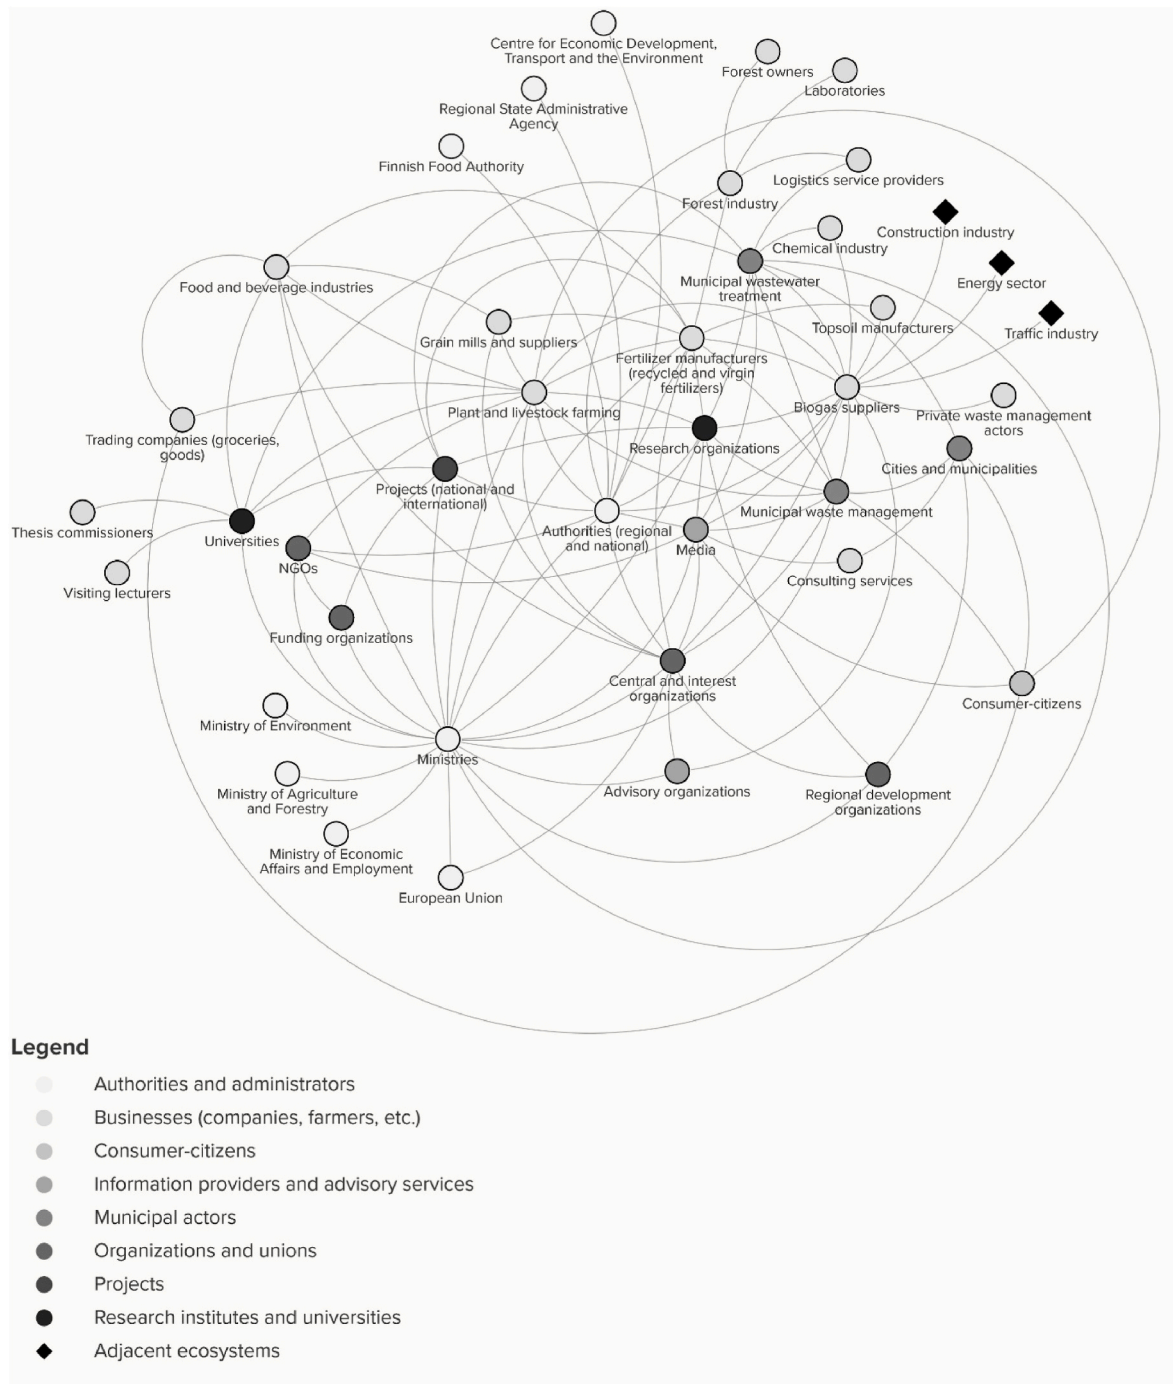 Centre for Economic Development,
Transport and the Environment
Forest owners
Laboratories
Regional State Administrative
Agency
Finnish Food Authority
Logistics service providers
Forest industry
Construction industry
Chemical industry
Food and beverage industries
Municipal wastewater
treatment
Energy sector
Topsoil manufacturers
Traffic industry
Grain mills and suppliers
Fertilizer manufacturers
(recycled and virgin
fertilizers)
Plant and livestock farming
Biogas suppliers
Private waste management
actors
Trading companies (groceries,
goods)
Research organizations
Cities and municipalities
Projects (national and
international)
Municipal waste management
Thesis commissioners
Universities
Authorities (regional
and national)
Media
NGOs
Visiting lecturers
Consulting services
Funding organizations
Central and interest
organizations
Consumer-citizens
Ministry of Environment
Ministries
Ministry of Agriculture
and Forestry
Advisory organizations
Regional development
organizations
Ministry of Economic
Affairs and Employment
European Union
Legend
Authorities and administrators
Businesses (companies, farmers, etc.)
Consumer-citizens
Information providers and advisory services
Municipal actors
Organizations and unions
Projects
Research institutes and universities
Adjacent ecosystems